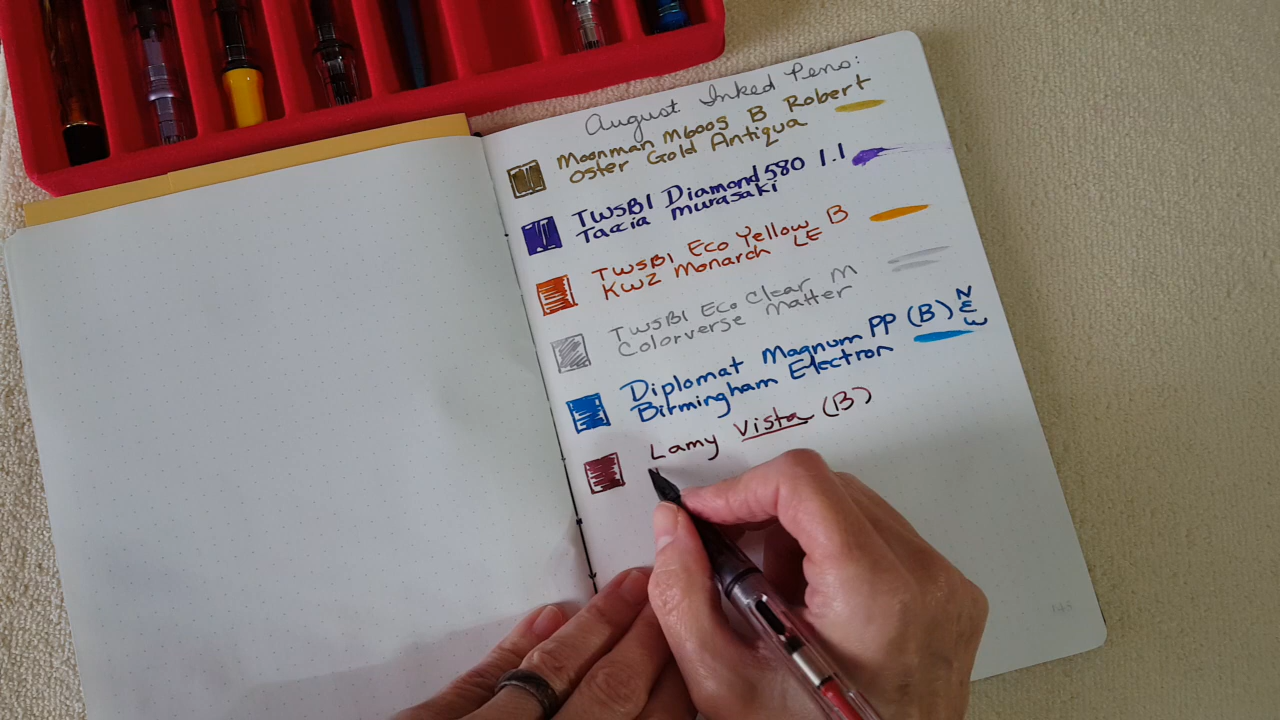 August Inked Pens:
Moonman M600S B Robert
Oster Gold Antiqua
TWSBI Diamond 580 1.1
Taccia Murasaki
TWSBI Eco Yellow B
KWZ Monarch LE
TWSBI Eco Clear M
Colorverse Matter
Diplomat Magnum PP (B) NEW
Birmingham Electron
Lamy Vista (B)